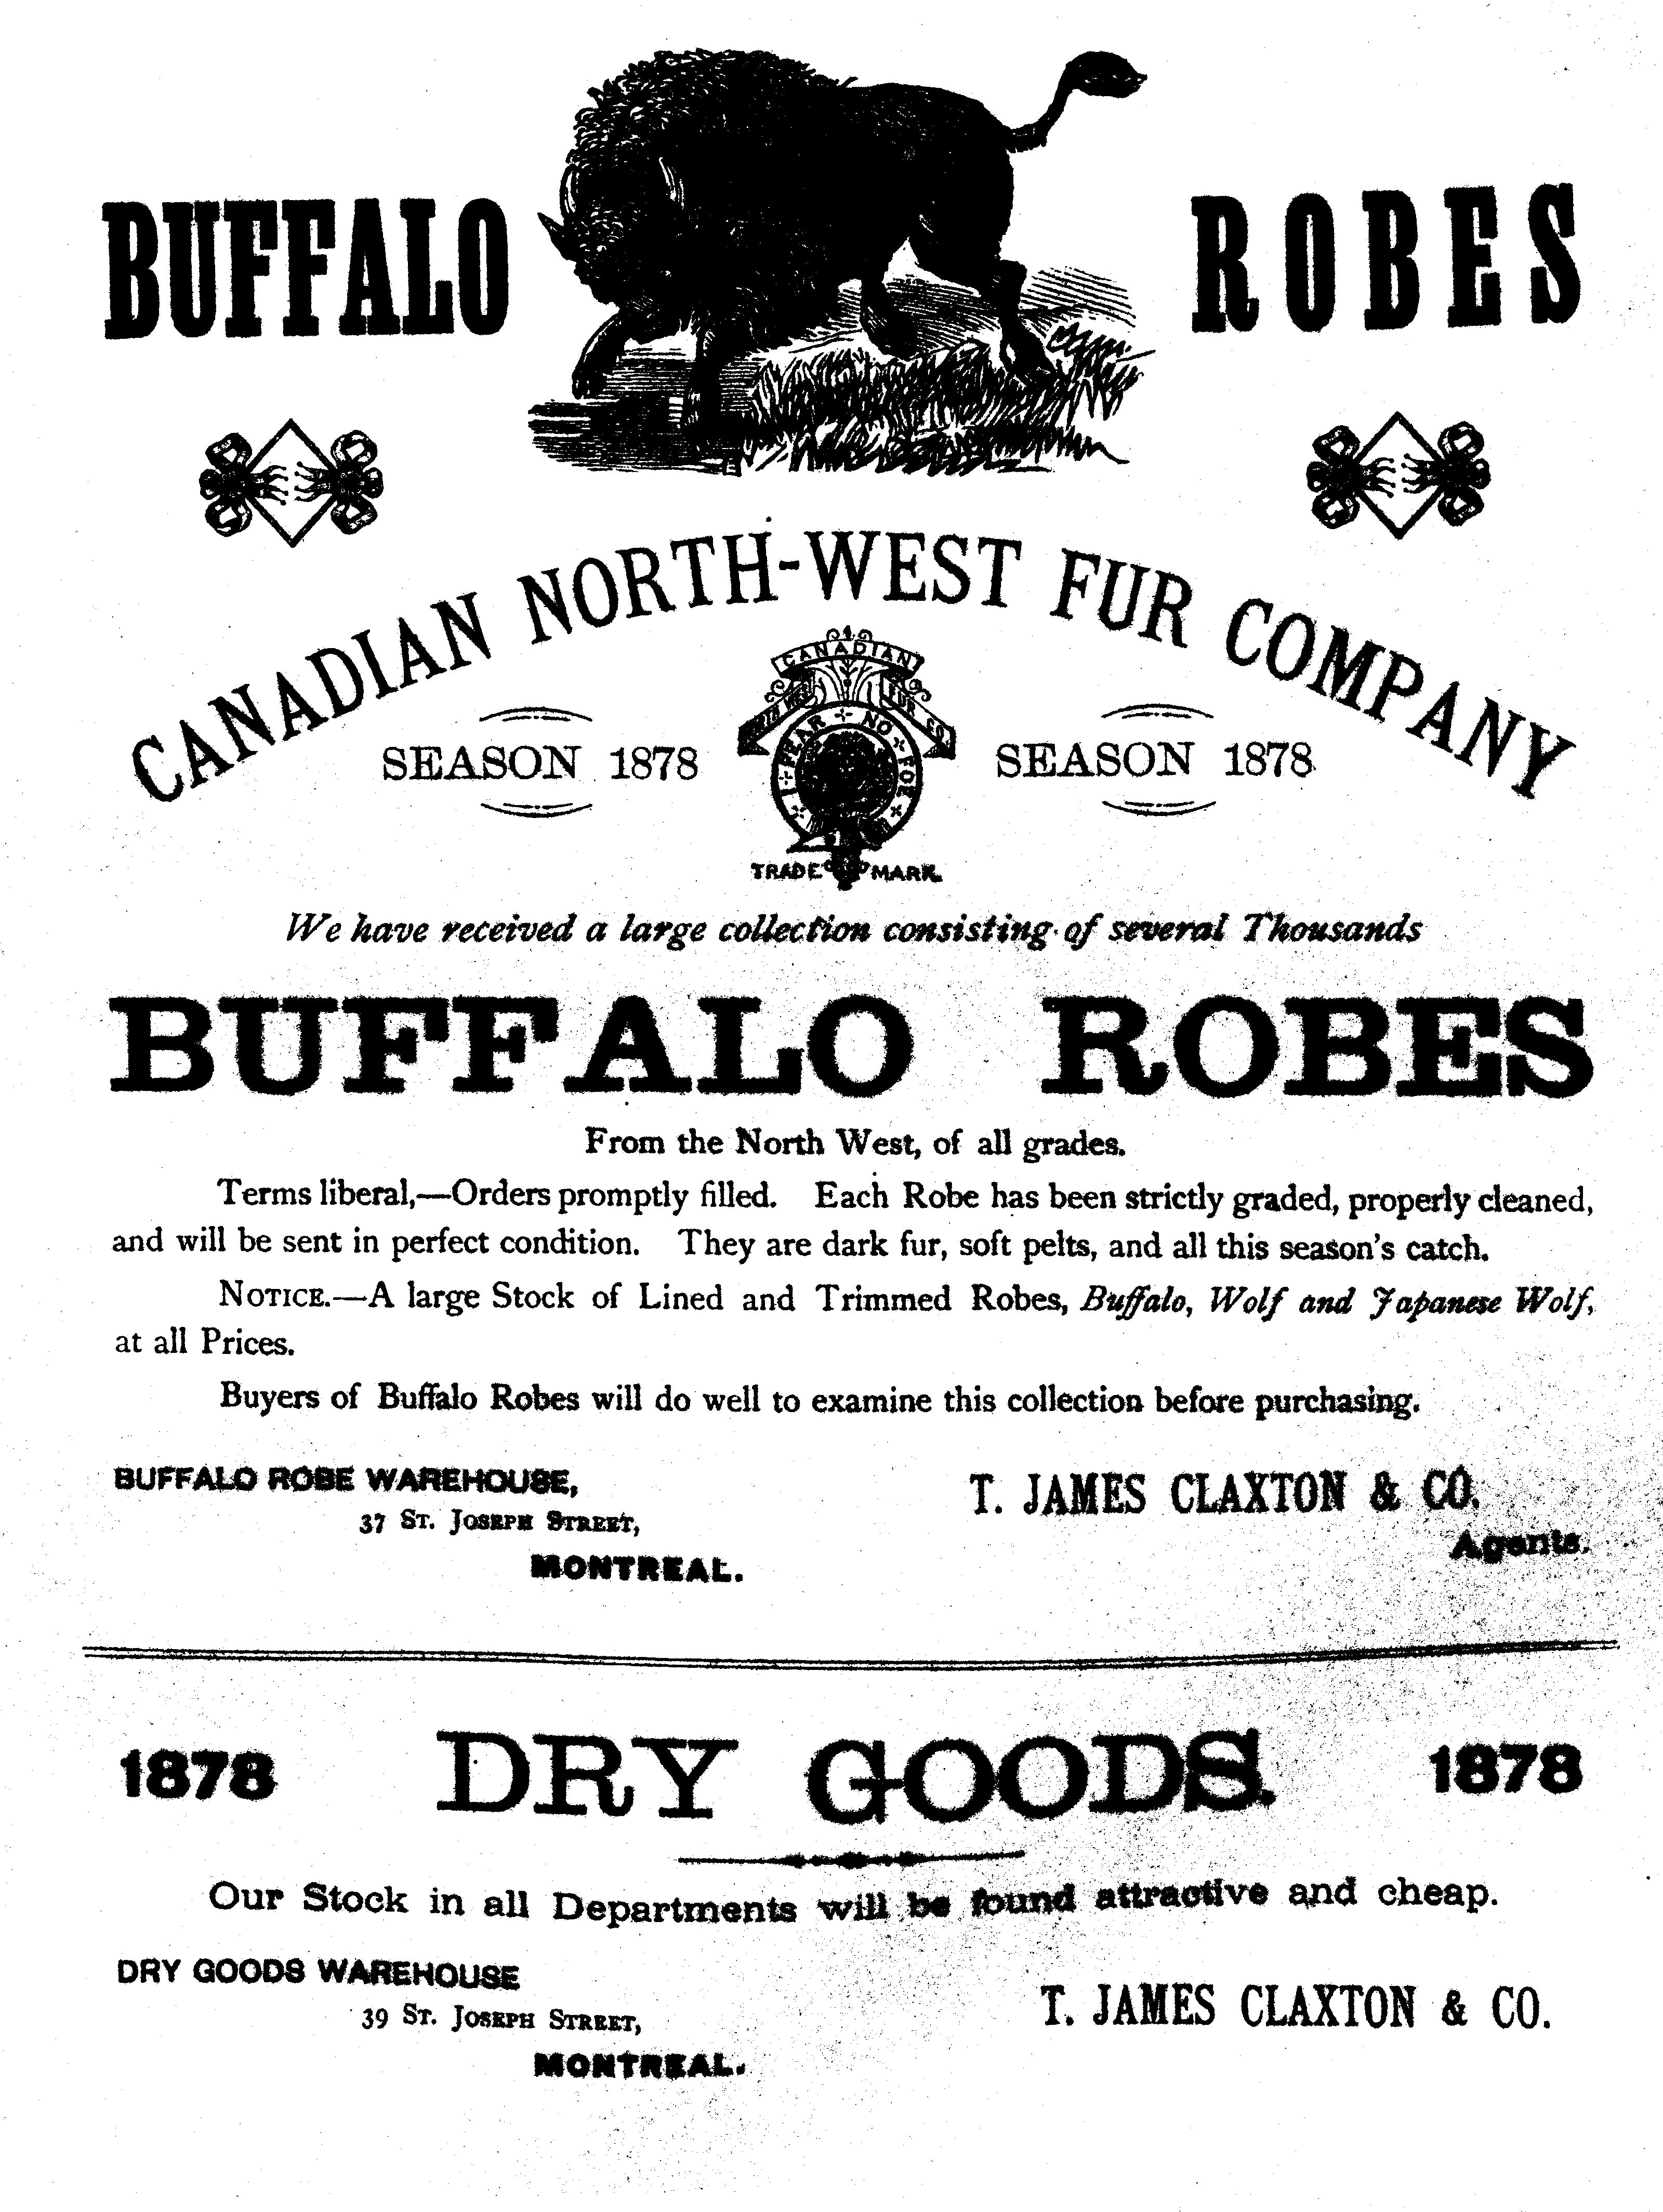 BUFFALO ROBES
CANADIAN NORTH-WEST FUR COMPANY
CANADIAN
FUR CO
I FEAR NO FOE
SEASON 1878
SEASON 1878
TRADE MARK.
We have received a large collection consisting of several Thousands
BUFFALO ROBES
From the North West, of all grades.
Terms liberal,—Orders promptly filled. Each Robe has been strictly graded, properly cleaned,
and will be sent in perfect condition. They are dark fur, soft pelts, and all this season's catch.
NOTICE.—A large Stock of Lined and Trimmed Robes, Buffalo, Wolf and Japanese Wolf,
at all Prices.
Buyers of Buffalo Robes will do well to examine this collection before purchasing.
BUFFALO ROBE WAREHOUSE,
37 ST. JOSEPH STREET,
MONTREAL.
T. JAMES CLAXTON & CO.
Agents.
1878 DRY GOODS. 1878
Our Stock in all Departments will be found attractive and cheap.
DRY GOODS WAREHOUSE
39 ST. JOSEPH STREET,
MONTREAL.
T. JAMES CLAXTON & CO.